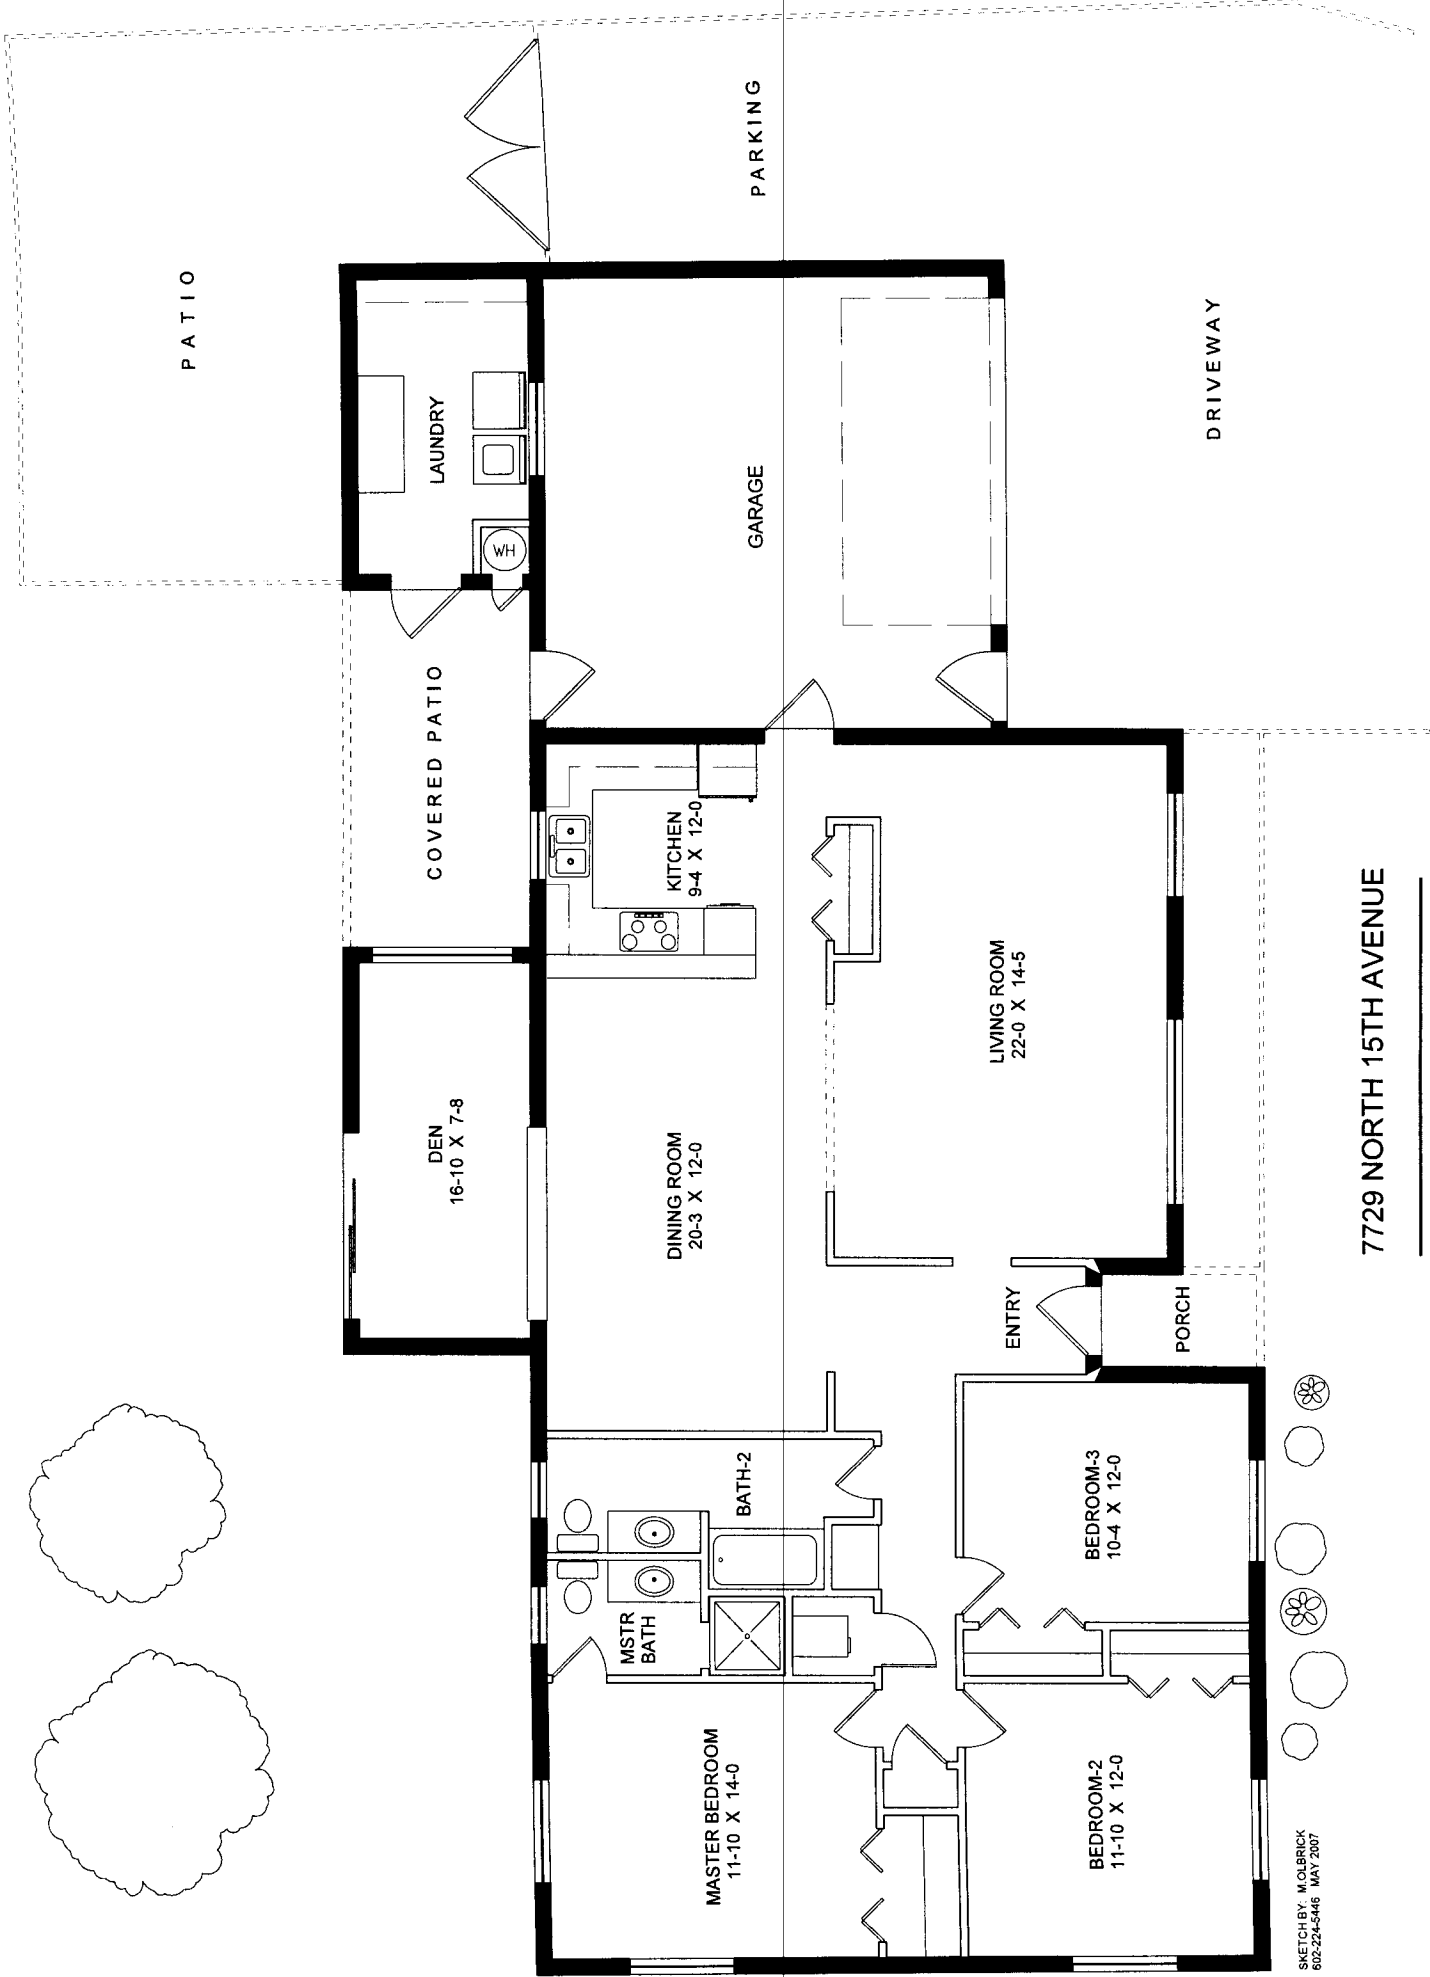 PATIO
PARKING
DRIVEWAY
LAUNDRY
WH
GARAGE
COVERED PATIO
KITCHEN
9-4 X 12-0
DEN
16-10 X 7-8
DINING ROOM
20-3 X 12-0
LIVING ROOM
22-0 X 14-5
ENTRY
PORCH
BATH-2
MSTR
BATH
BEDROOM-3
10-4 X 12-0
MASTER BEDROOM
11-10 X 14-0
BEDROOM-2
11-10 X 12-0
7729 NORTH 15TH AVENUE
SKETCH BY: M.OLBRICK
602-224-5446 MAY 2007